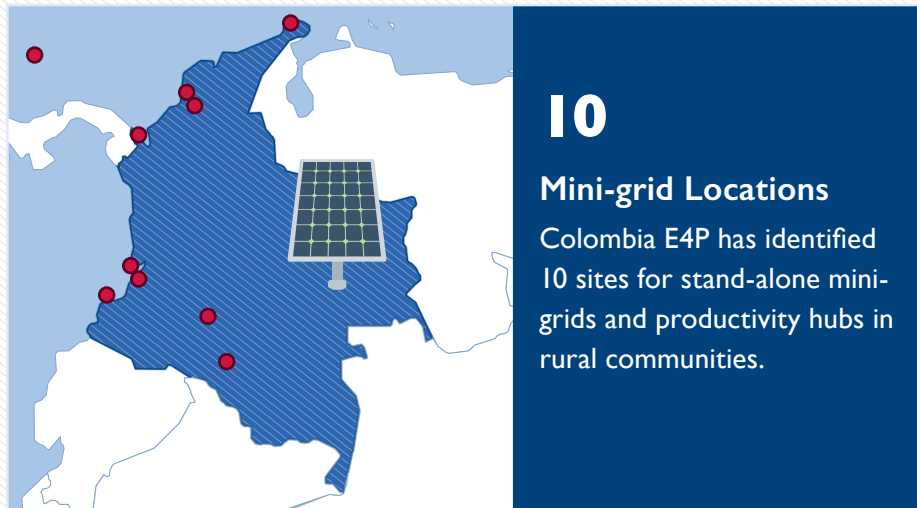 10
Mini-grid Locations
Colombia E4P has identified
10 sites for stand-alone mini-
grids and productivity hubs in
rural communities.